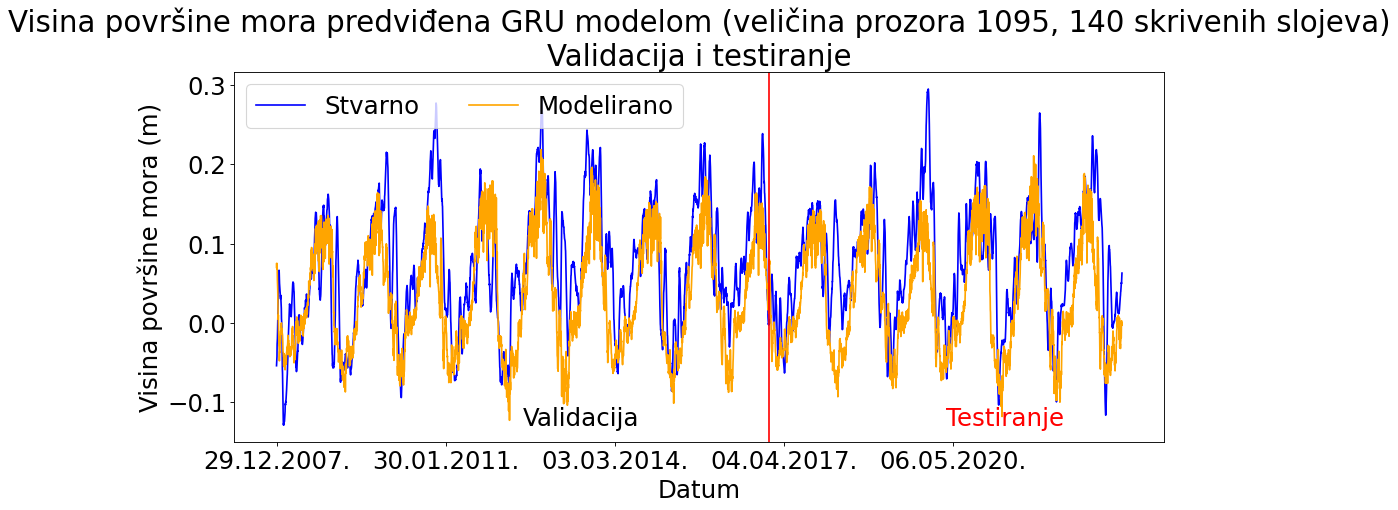 Visina površine mora predviđena GRU modelom (veličina prozora 1095, 140 skrivenih slojeva)
Validacija i testiranje
Stvarno Modelirano
Visina površine mora (m)
0.3
0.2
0.1
0.0
−0.1
Validacija
Testiranje
29.12.2007. 30.01.2011. 03.03.2014. 04.04.2017. 06.05.2020.
Datum